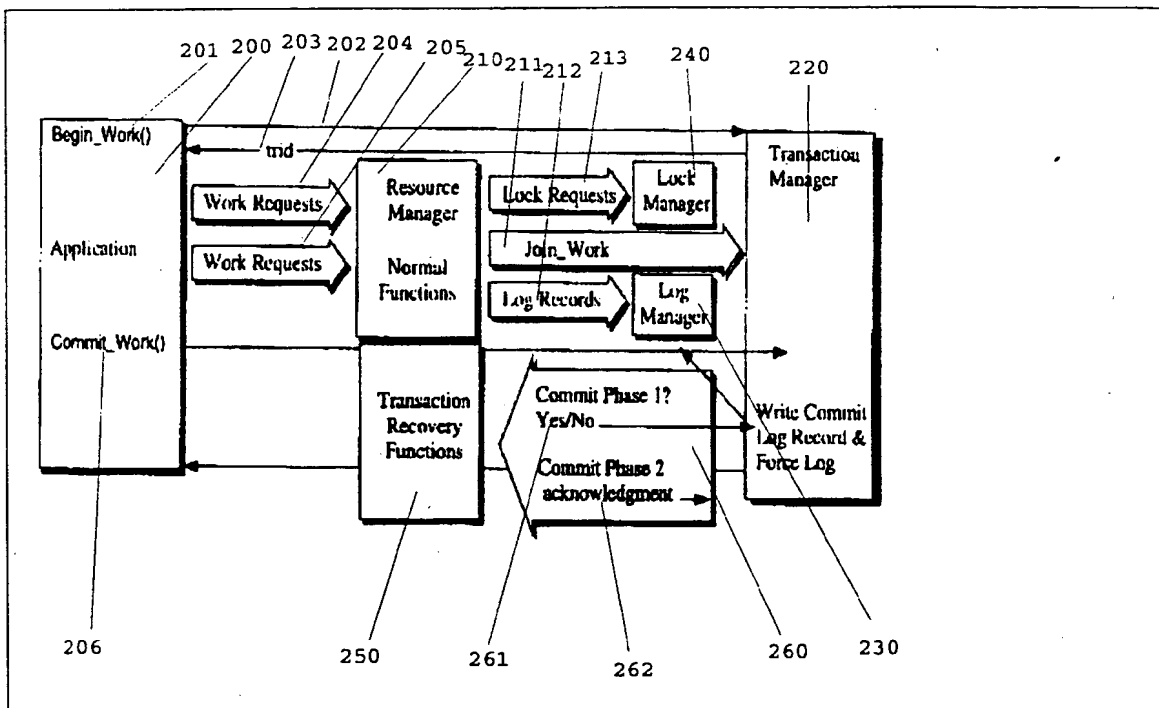 201 200 203 202 204 205 210 211 212 213 240 220
Begin_Work()
trid
Transaction
Manager
Work Requests
Resource
Manager
Lock Requests
Lock
Manager
Application
Work Requests
Normal
Functions
Join_Work
Log Records
Log
Manager
Commit_Work()
Transaction
Recovery
Functions
Commit Phase 1?
Yes/No
Write Commit
Log Record &
Force Log
Commit Phase 2
acknowledgment
206 250 261 262 260 230